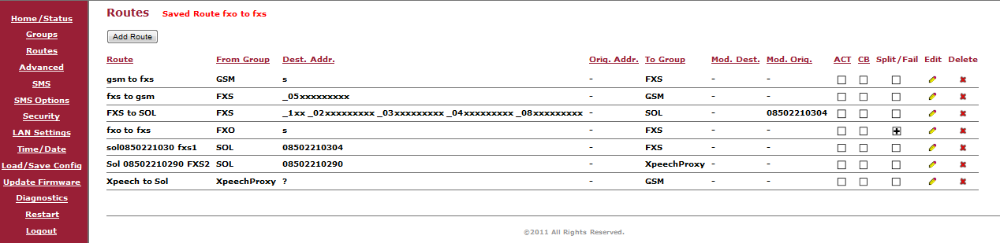 Home/Status
Groups
Routes
Advanced
SMS
SMS Options
Security
LAN Settings
Time/Date
Load/Save Config
Update Firmware
Diagnostics
Restart
Logout
Routes Saved Route fxo to fxs
Add Route
Route From Group Dest. Addr. Orig. Addr. To Group Mod. Dest. Mod. Orig. ACT CB Split/Fail Edit Delete
gsm to fxs GSM s - FXS - -
fxs to gsm FXS _05xxxxxxxxx - GSM - -
FXS to SOL FXS _1xx _02xxxxxxxxx _03xxxxxxxxx _04xxxxxxxxx _08xxxxxxxxx - SOL - 08502210304
fxo to fxs FXO s - FXS - -
sol0850221030 fxs1 SOL 08502210304 - FXS - -
Sol 08502210290 FXS2 SOL 08502210290 - XpeechProxy - -
Xpeech to Sol XpeechProxy ? - GSM - -
©2011 All Rights Reserved.